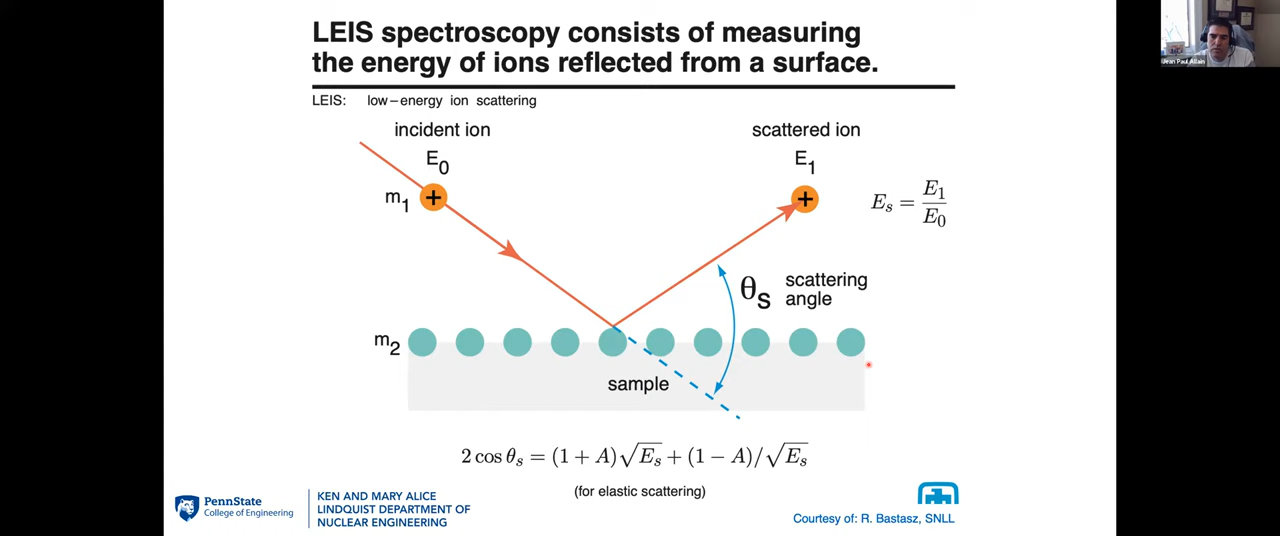 LEIS spectroscopy consists of measuring
the energy of ions reflected from a surface.
LEIS: low-energy ion scattering
incident ion
E0
m1
+
scattered ion
E1
+
Es = E1/E0
θs
scattering
angle
m2
sample
2 cos θs = (1 + A)√Es + (1 − A)/√Es
(for elastic scattering)
PennState
College of Engineering
KEN AND MARY ALICE
LINDQUIST DEPARTMENT OF
NUCLEAR ENGINEERING
Courtesy of: R. Bastasz, SNLL
Jean Paul Allain